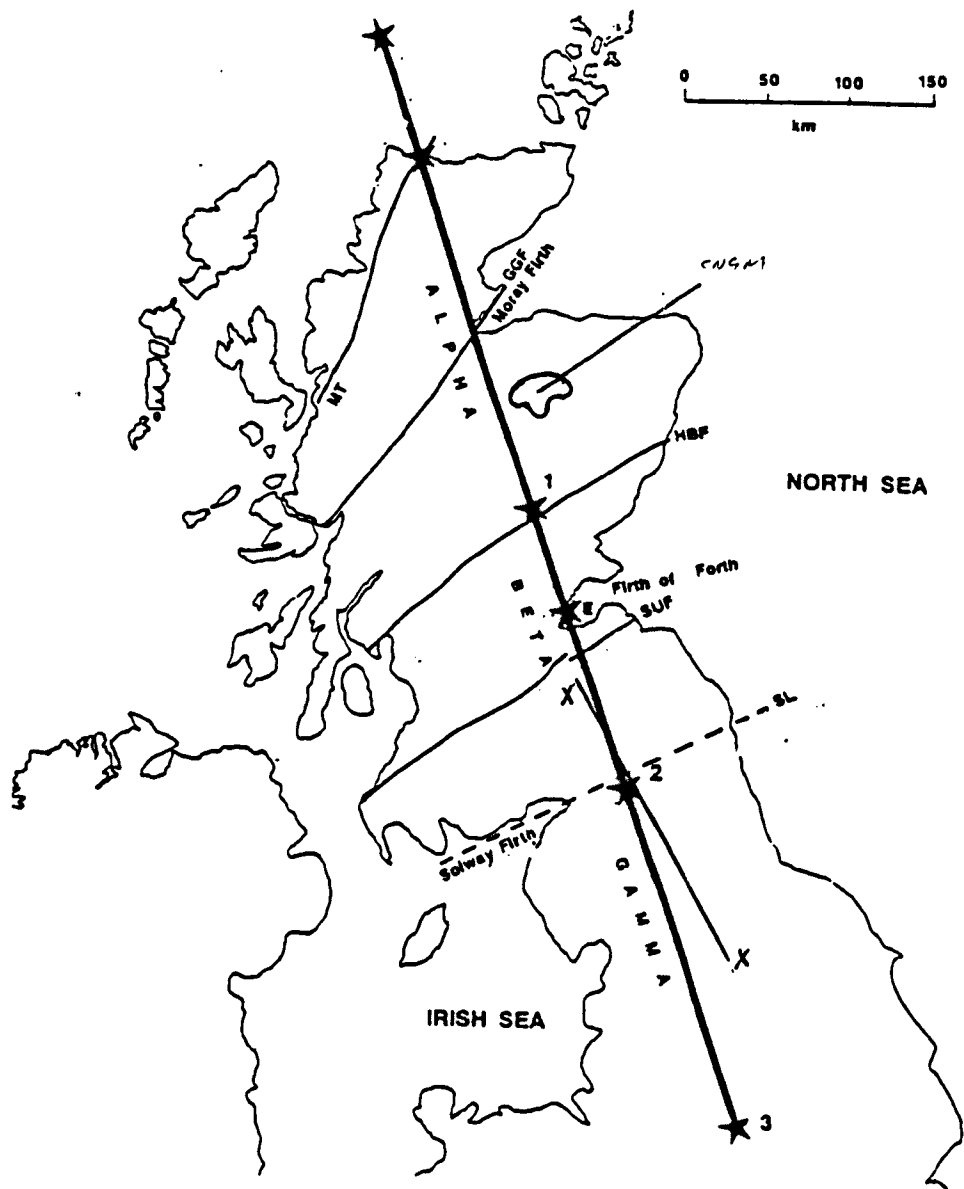 0 50 100 150
km
GGF
Moray Firth
ALPHA
MT
HBF
1
NORTH SEA
Firth of Forth
E
SUF
BETA
X
SL
2
Solway Firth
GAMMA
X
IRISH SEA
3